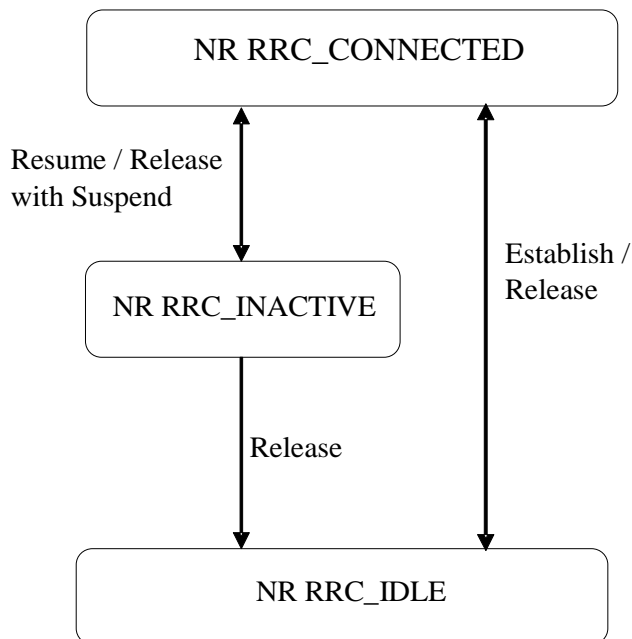 NR RRC_CONNECTED
Resume / Release
with Suspend
Establish /
Release
NR RRC_INACTIVE
Release
NR RRC_IDLE